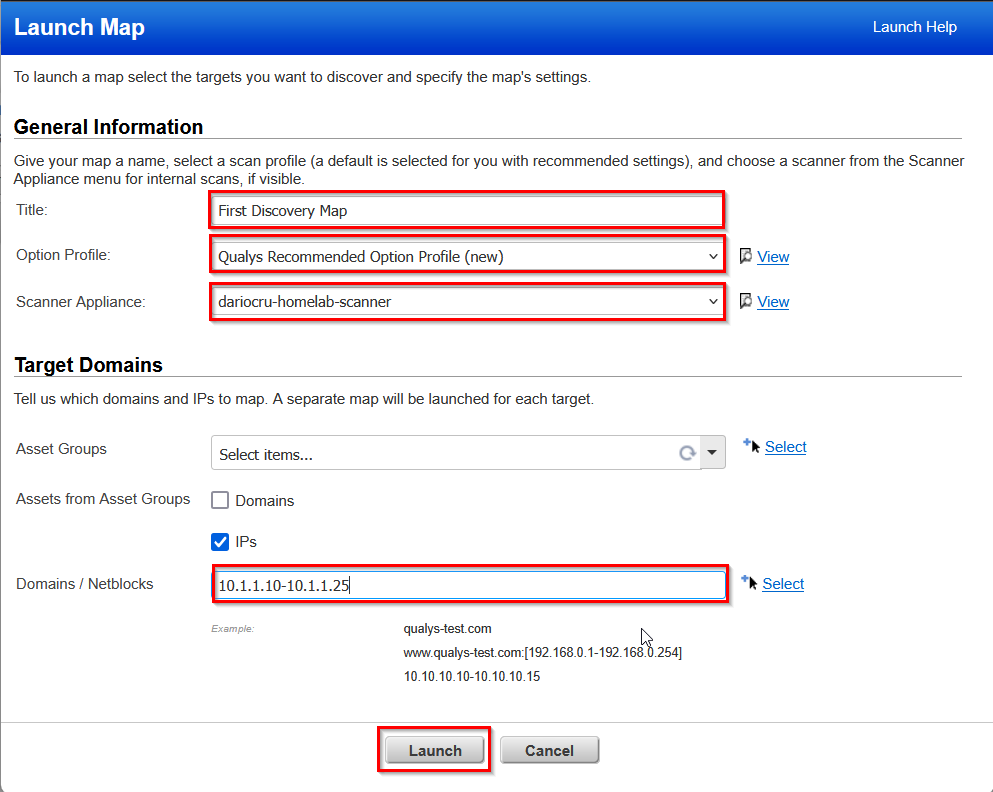 Launch Map
Launch Help
To launch a map select the targets you want to discover and specify the map's settings.
General Information
Give your map a name, select a scan profile (a default is selected for you with recommended settings), and choose a scanner from the Scanner
Appliance menu for internal scans, if visible.
Title:
First Discovery Map
Option Profile:
Qualys Recommended Option Profile (new)
View
Scanner Appliance:
dariocru-homelab-scanner
View
Target Domains
Tell us which domains and IPs to map. A separate map will be launched for each target.
Asset Groups
Select items...
Select
Assets from Asset Groups
Domains
IPs
Domains / Netblocks
10.1.1.10-10.1.1.25
Select
Example:
qualys-test.com
www.qualys-test.com:[192.168.0.1-192.168.0.254]
10.10.10.10-10.10.10.15
Launch
Cancel